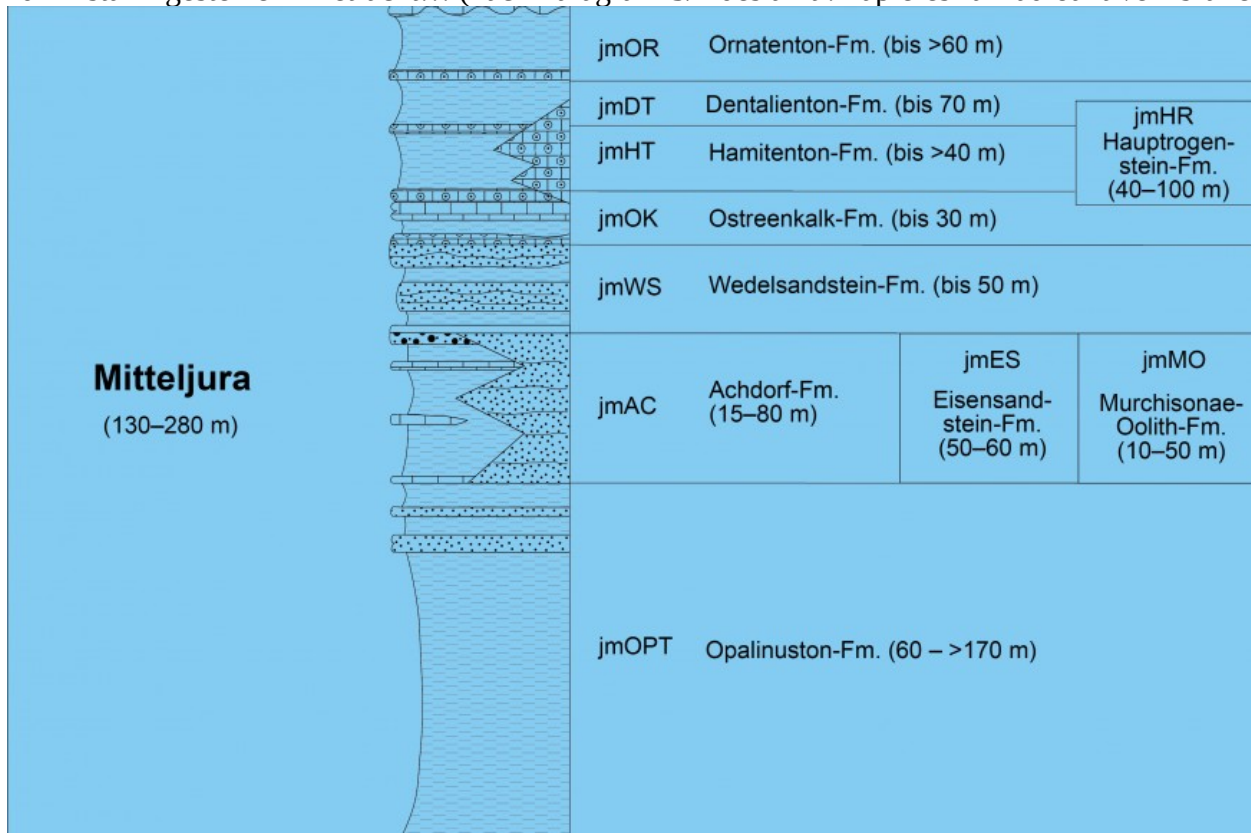 jmOR Ornatenton-Fm. (bis >60 m)
jmDT Dentalienton-Fm. (bis 70 m)
jmHT Hamitenton-Fm. (bis >40 m)
jmHR
Hauptrogen-
stein-Fm.
(40–100 m)
jmOK Ostreenkalk-Fm. (bis 30 m)
jmWS Wedelsandstein-Fm. (bis 50 m)
Mitteljura
(130–280 m)
jmAC Achdorf-Fm.
(15–80 m)
jmES
Eisensand-
stein-Fm.
(50–60 m)
jmMO
Murchisonae-
Oolith-Fm.
(10–50 m)
jmOPT Opalinuston-Fm. (60 – >170 m)